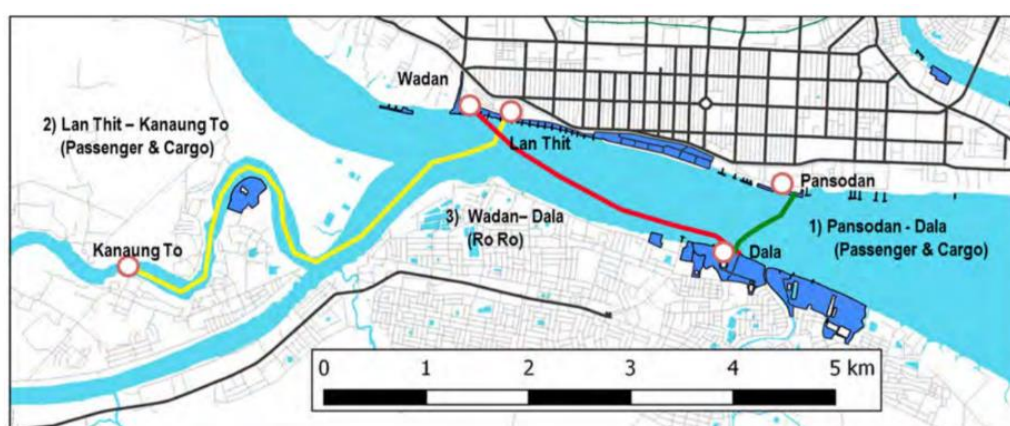 Wadan
2) Lan Thit – Kanaung To
(Passenger & Cargo)
Lan Thit
Pansodan
3) Wadan– Dala
(Ro Ro)
1) Pansodan - Dala
(Passenger & Cargo)
Kanaung To
Dala
0 1 2 3 4 5 km